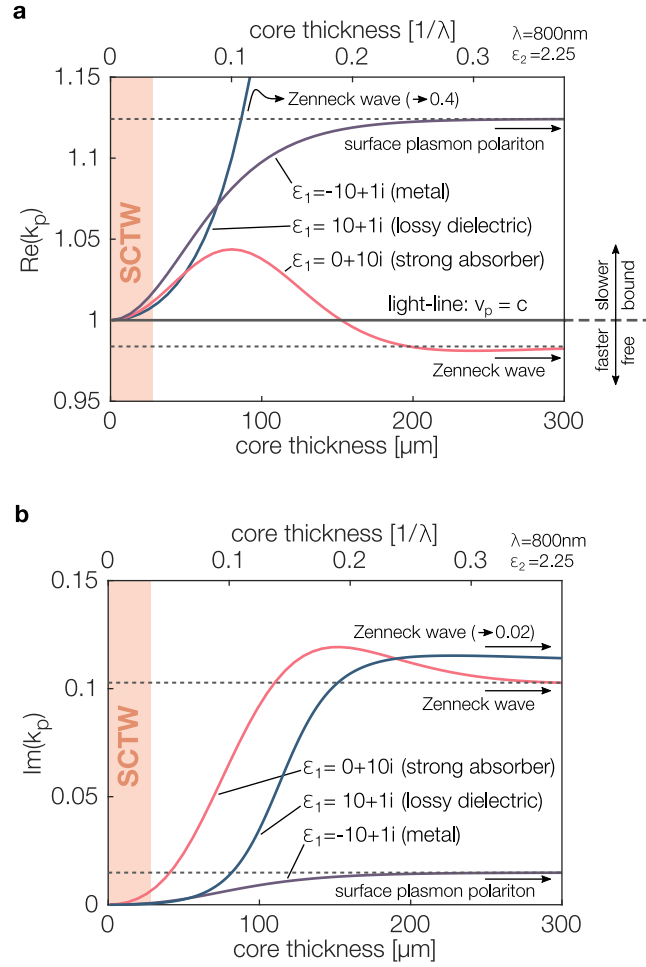 a
core thickness [1/λ]
λ=800nm
ε₂=2.25
0 0.1 0.2 0.3
1.15
Zenneck wave (→0.4)
surface plasmon polariton
1.1
ε₁=-10+1i (metal)
ε₁= 10+1i (lossy dielectric)
ε₁= 0+10i (strong absorber)
SCTW
Re(kₚ)
1.05
light-line: vₚ = c
slower
bound
1
faster
free
Zenneck wave
0.95
0 100 200 300
core thickness [µm]
b
core thickness [1/λ]
λ=800nm
ε₂=2.25
0 0.1 0.2 0.3
0.15
Zenneck wave (→0.02)
0.1
Zenneck wave
SCTW
Im(kₚ)
ε₁= 0+10i (strong absorber)
0.05
ε₁= 10+1i (lossy dielectric)
ε₁=-10+1i (metal)
surface plasmon polariton
0
0 100 200 300
core thickness [µm]